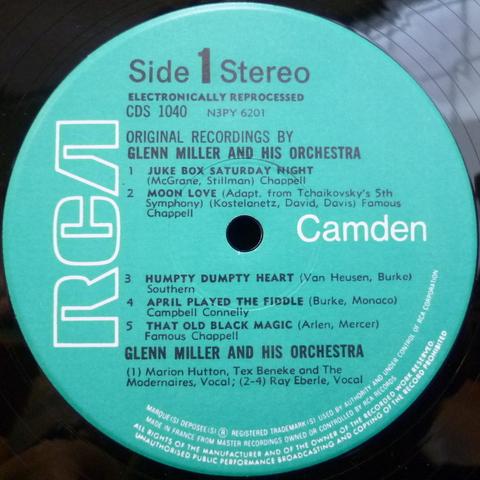 Side 1 Stereo
ELECTRONICALLY REPROCESSED
CDS 1040 N3PY 6201
ORIGINAL RECORDINGS BY
GLENN MILLER AND HIS ORCHESTRA
1 JUKE BOX SATURDAY NIGHT
(McGrane, Stillman) Chappell
2 MOON LOVE (Adapt. from Tchaikovsky's 5th
Symphony) (Kostelanetz, David, Davis) Famous
Chappell
RCA
Camden
3 HUMPTY DUMPTY HEART (Van Heusen, Burke)
Southern
4 APRIL PLAYED THE FIDDLE (Burke, Monaco)
Campbell Connelly
5 THAT OLD BLACK MAGIC (Arlen, Mercer)
Famous Chappell
GLENN MILLER AND HIS ORCHESTRA
(1) Marion Hutton, Tex Beneke and The
Modernaires, Vocal; (2-4) Ray Eberle, Vocal
MARQUE(S) DEPOSEE(S) ® REGISTERED TRADEMARK(S) USED BY AUTHORITY AND UNDER CONTROL OF RCA CORPORATION
MADE IN FRANCE FROM MASTER RECORDINGS OWNED OR CONTROLLED BY RCA RECORDS
ALL RIGHTS OF THE MANUFACTURER AND OF THE OWNER OF THE RECORDED WORK RESERVED.
UNAUTHORISED PUBLIC PERFORMANCE BROADCASTING AND COPYING OF THIS RECORD PROHIBITED